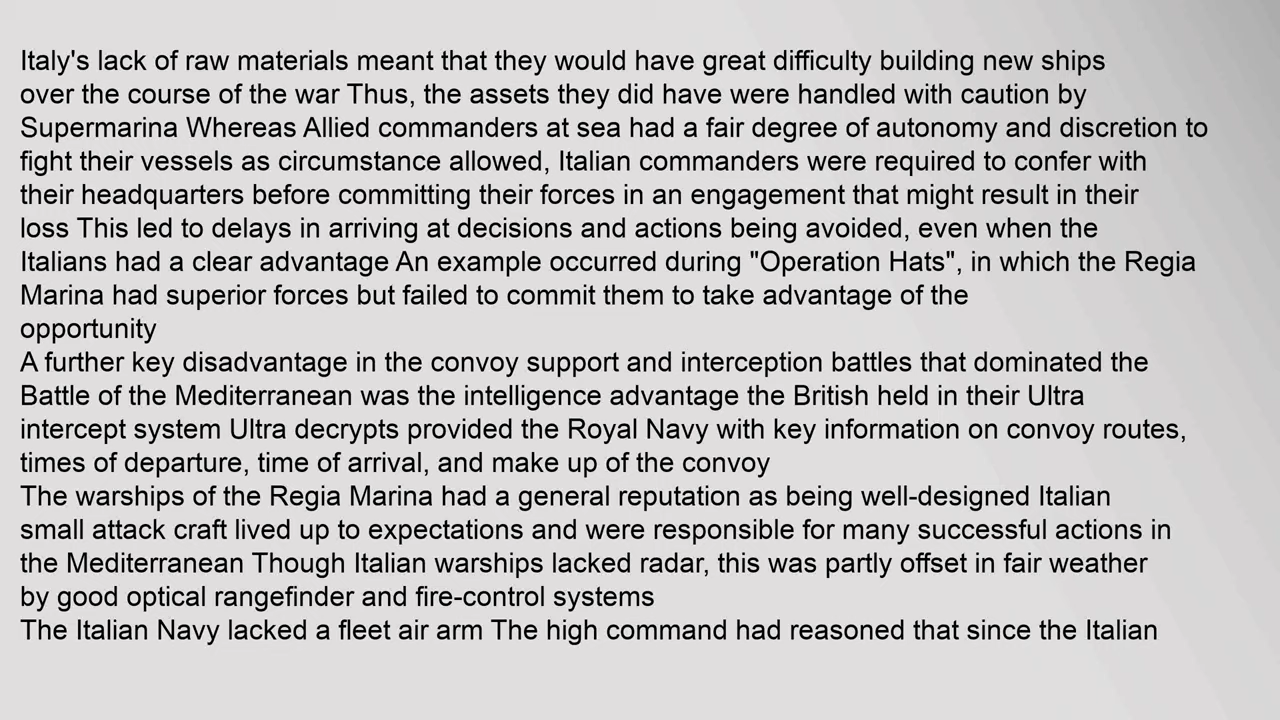 Italy's lack of raw materials meant that they would have great difficulty building new ships
over the course of the war Thus, the assets they did have were handled with caution by
Supermarina Whereas Allied commanders at sea had a fair degree of autonomy and discretion to
fight their vessels as circumstance allowed, Italian commanders were required to confer with
their headquarters before committing their forces in an engagement that might result in their
loss This led to delays in arriving at decisions and actions being avoided, even when the
Italians had a clear advantage An example occurred during "Operation Hats", in which the Regia
Marina had superior forces but failed to commit them to take advantage of the
opportunity
A further key disadvantage in the convoy support and interception battles that dominated the
Battle of the Mediterranean was the intelligence advantage the British held in their Ultra
intercept system Ultra decrypts provided the Royal Navy with key information on convoy routes,
times of departure, time of arrival, and make up of the convoy
The warships of the Regia Marina had a general reputation as being well-designed Italian
small attack craft lived up to expectations and were responsible for many successful actions in
the Mediterranean Though Italian warships lacked radar, this was partly offset in fair weather
by good optical rangefinder and fire-control systems
The Italian Navy lacked a fleet air arm The high command had reasoned that since the Italian